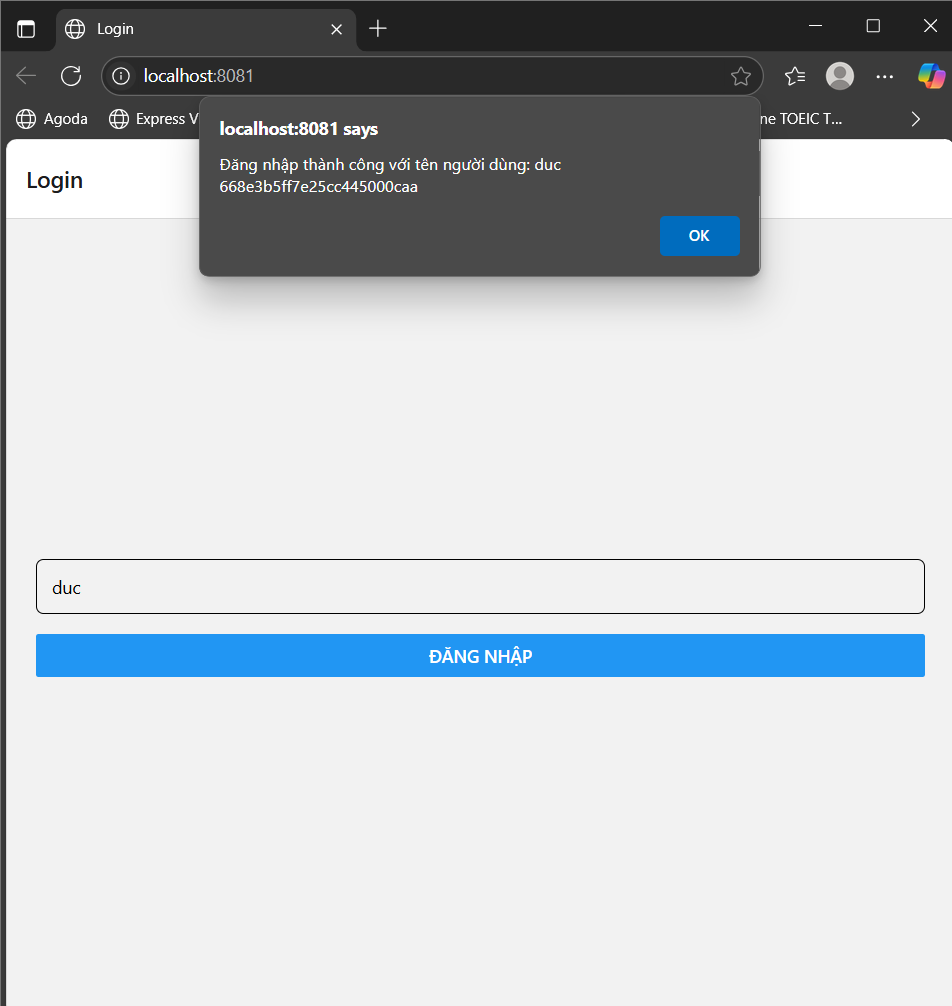 Login
localhost:8081
Agoda
Express V
ne TOEIC T...
localhost:8081 says
Đăng nhập thành công với tên người dùng: duc
668e3b5ff7e25cc445000caa
OK
Login
duc
ĐĂNG NHẬP